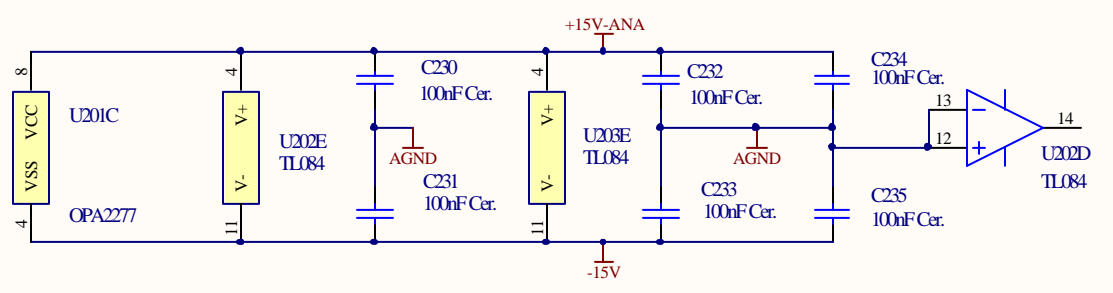 +15V-ANA
8
VCC
VSS
4
U201C
OPA2277
4
V+
V-
11
U202E
TL084
C230
100nF Cer.
AGND
C231
100nF Cer.
4
V+
V-
11
U203E
TL084
C232
100nF Cer.
AGND
C233
100nF Cer.
C234
100nF Cer.
C235
100nF Cer.
13
12
14
U202D
TL084
-15V